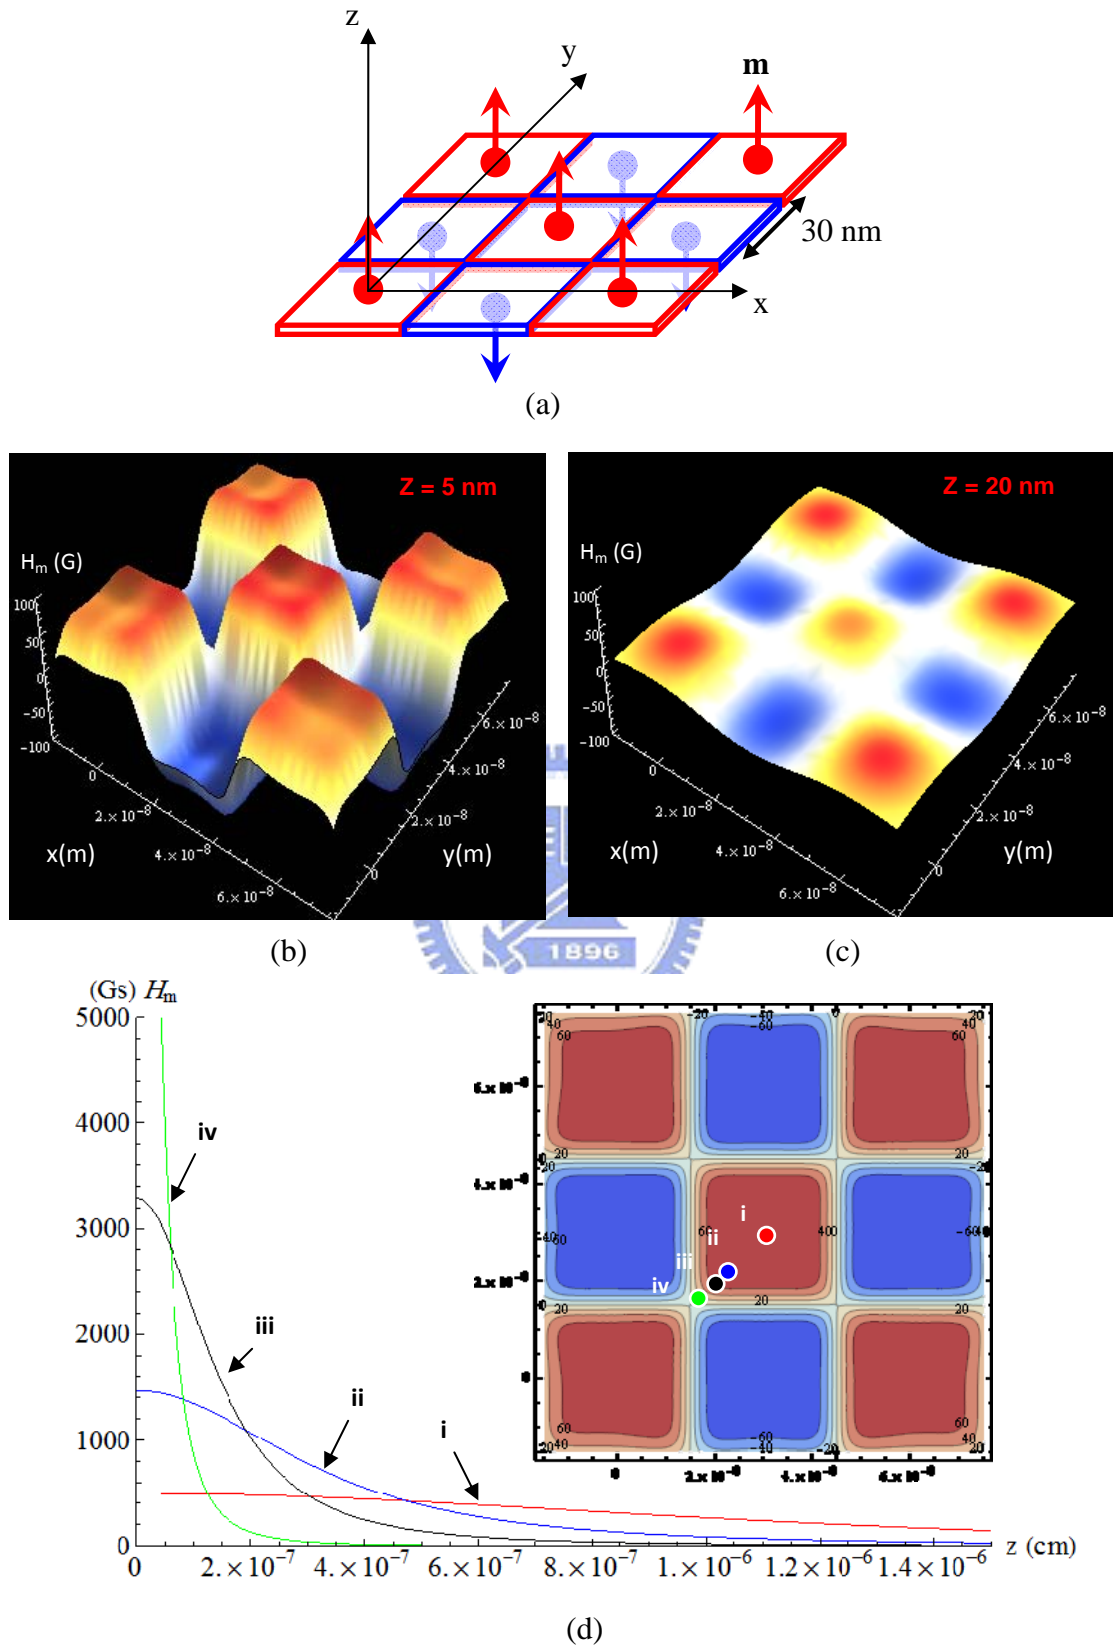 z
y
m
30 nm
x
(a)
Z = 5 nm
Hm (G)
100
50
0
−50
−100
0
2.×10⁻⁸
4.×10⁻⁸
6.×10⁻⁸
x(m)
0
2.×10⁻⁸
4.×10⁻⁸
6.×10⁻⁸
y(m)
Z = 20 nm
Hm (G)
100
50
0
−50
−100
0
2.×10⁻⁸
4.×10⁻⁸
6.×10⁻⁸
x(m)
0
2.×10⁻⁸
4.×10⁻⁸
6.×10⁻⁸
y(m)
1896
(b)
(c)
(Gs) Hm
5000
4000
3000
2000
1000
0
iv
iii
ii
i
0
2.×10⁻⁷
4.×10⁻⁷
6.×10⁻⁷
8.×10⁻⁷
1.×10⁻⁶
1.2×10⁻⁶
1.4×10⁻⁶
z (cm)
i
ii
iii
iv
60
400
20
(d)